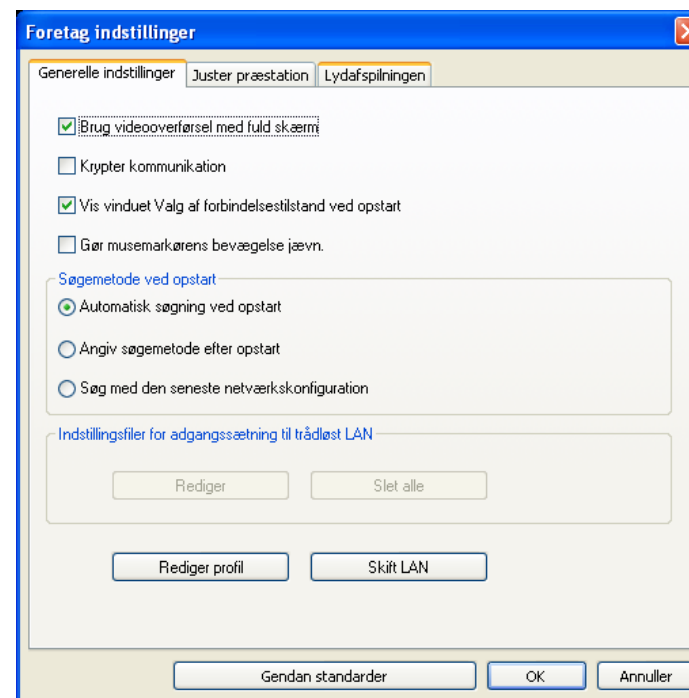 Foretag indstillinger
Generelle indstillinger
Juster præstation
Lydafspilningen
Brug videooverførsel med fuld skærm
Krypter kommunikation
Vis vinduet Valg af forbindelsestilstand ved opstart
Gør musemarkørens bevægelse jævn.
Søgemetode ved opstart
Automatisk søgning ved opstart
Angiv søgemetode efter opstart
Søg med den seneste netværkskonfiguration
Indstillingsfiler for adgangssætning til trådløst LAN
Rediger
Slet alle
Rediger profil
Skift LAN
Gendan standarder
OK
Annuller